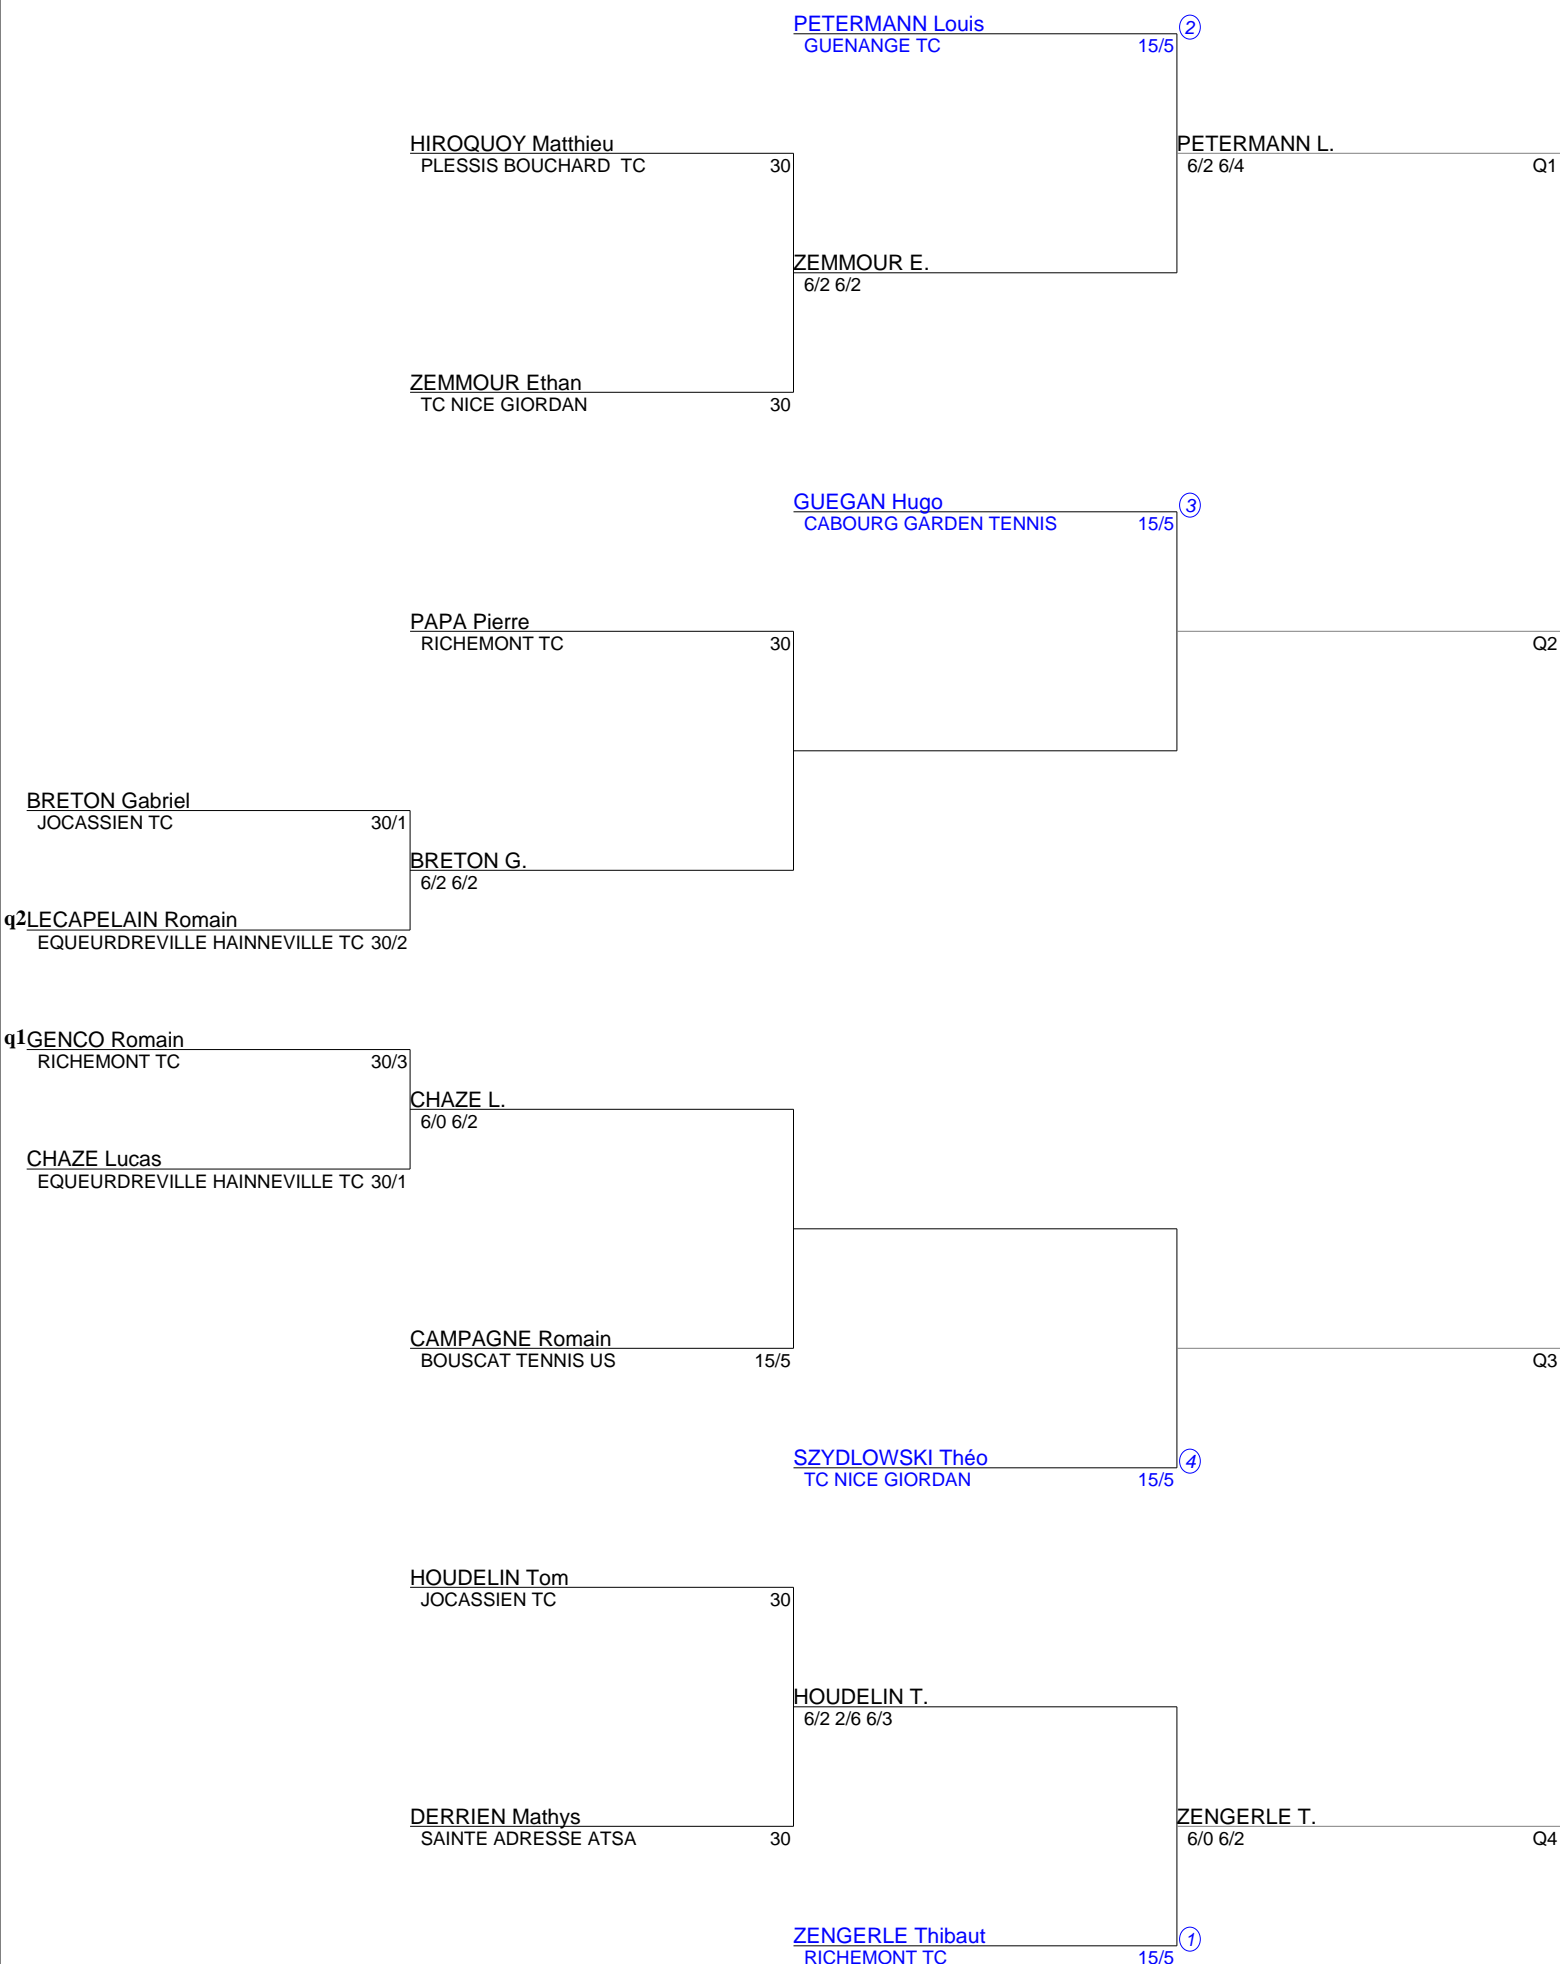 PETERMANN Louis 2
GUENANGE TC 15/5
HIROQUOY Matthieu
PLESSIS BOUCHARD TC 30
PETERMANN L.
6/2 6/4 Q1
ZEMMOUR E.
6/2 6/2
ZEMMOUR Ethan
TC NICE GIORDAN 30
GUEGAN Hugo 3
CABOURG GARDEN TENNIS 15/5
PAPA Pierre
RICHEMONT TC 30
Q2
BRETON Gabriel
JOCASSIEN TC 30/1
BRETON G.
6/2 6/2
q2 LECAPELAIN Romain
EQUEURDREVILLE HAINNEVILLE TC 30/2
q1 GENCO Romain
RICHEMONT TC 30/3
CHAZE L.
6/0 6/2
CHAZE Lucas
EQUEURDREVILLE HAINNEVILLE TC 30/1
CAMPAGNE Romain
BOUSCAT TENNIS US 15/5
Q3
SZYDLOWSKI Théo 4
TC NICE GIORDAN 15/5
HOUDELIN Tom
JOCASSIEN TC 30
HOUDELIN T.
6/2 2/6 6/3
DERRIEN Mathys
SAINTE ADRESSE ATSA 30
ZENGERLE T.
6/0 6/2 Q4
ZENGERLE Thibaut 1
RICHEMONT TC 15/5